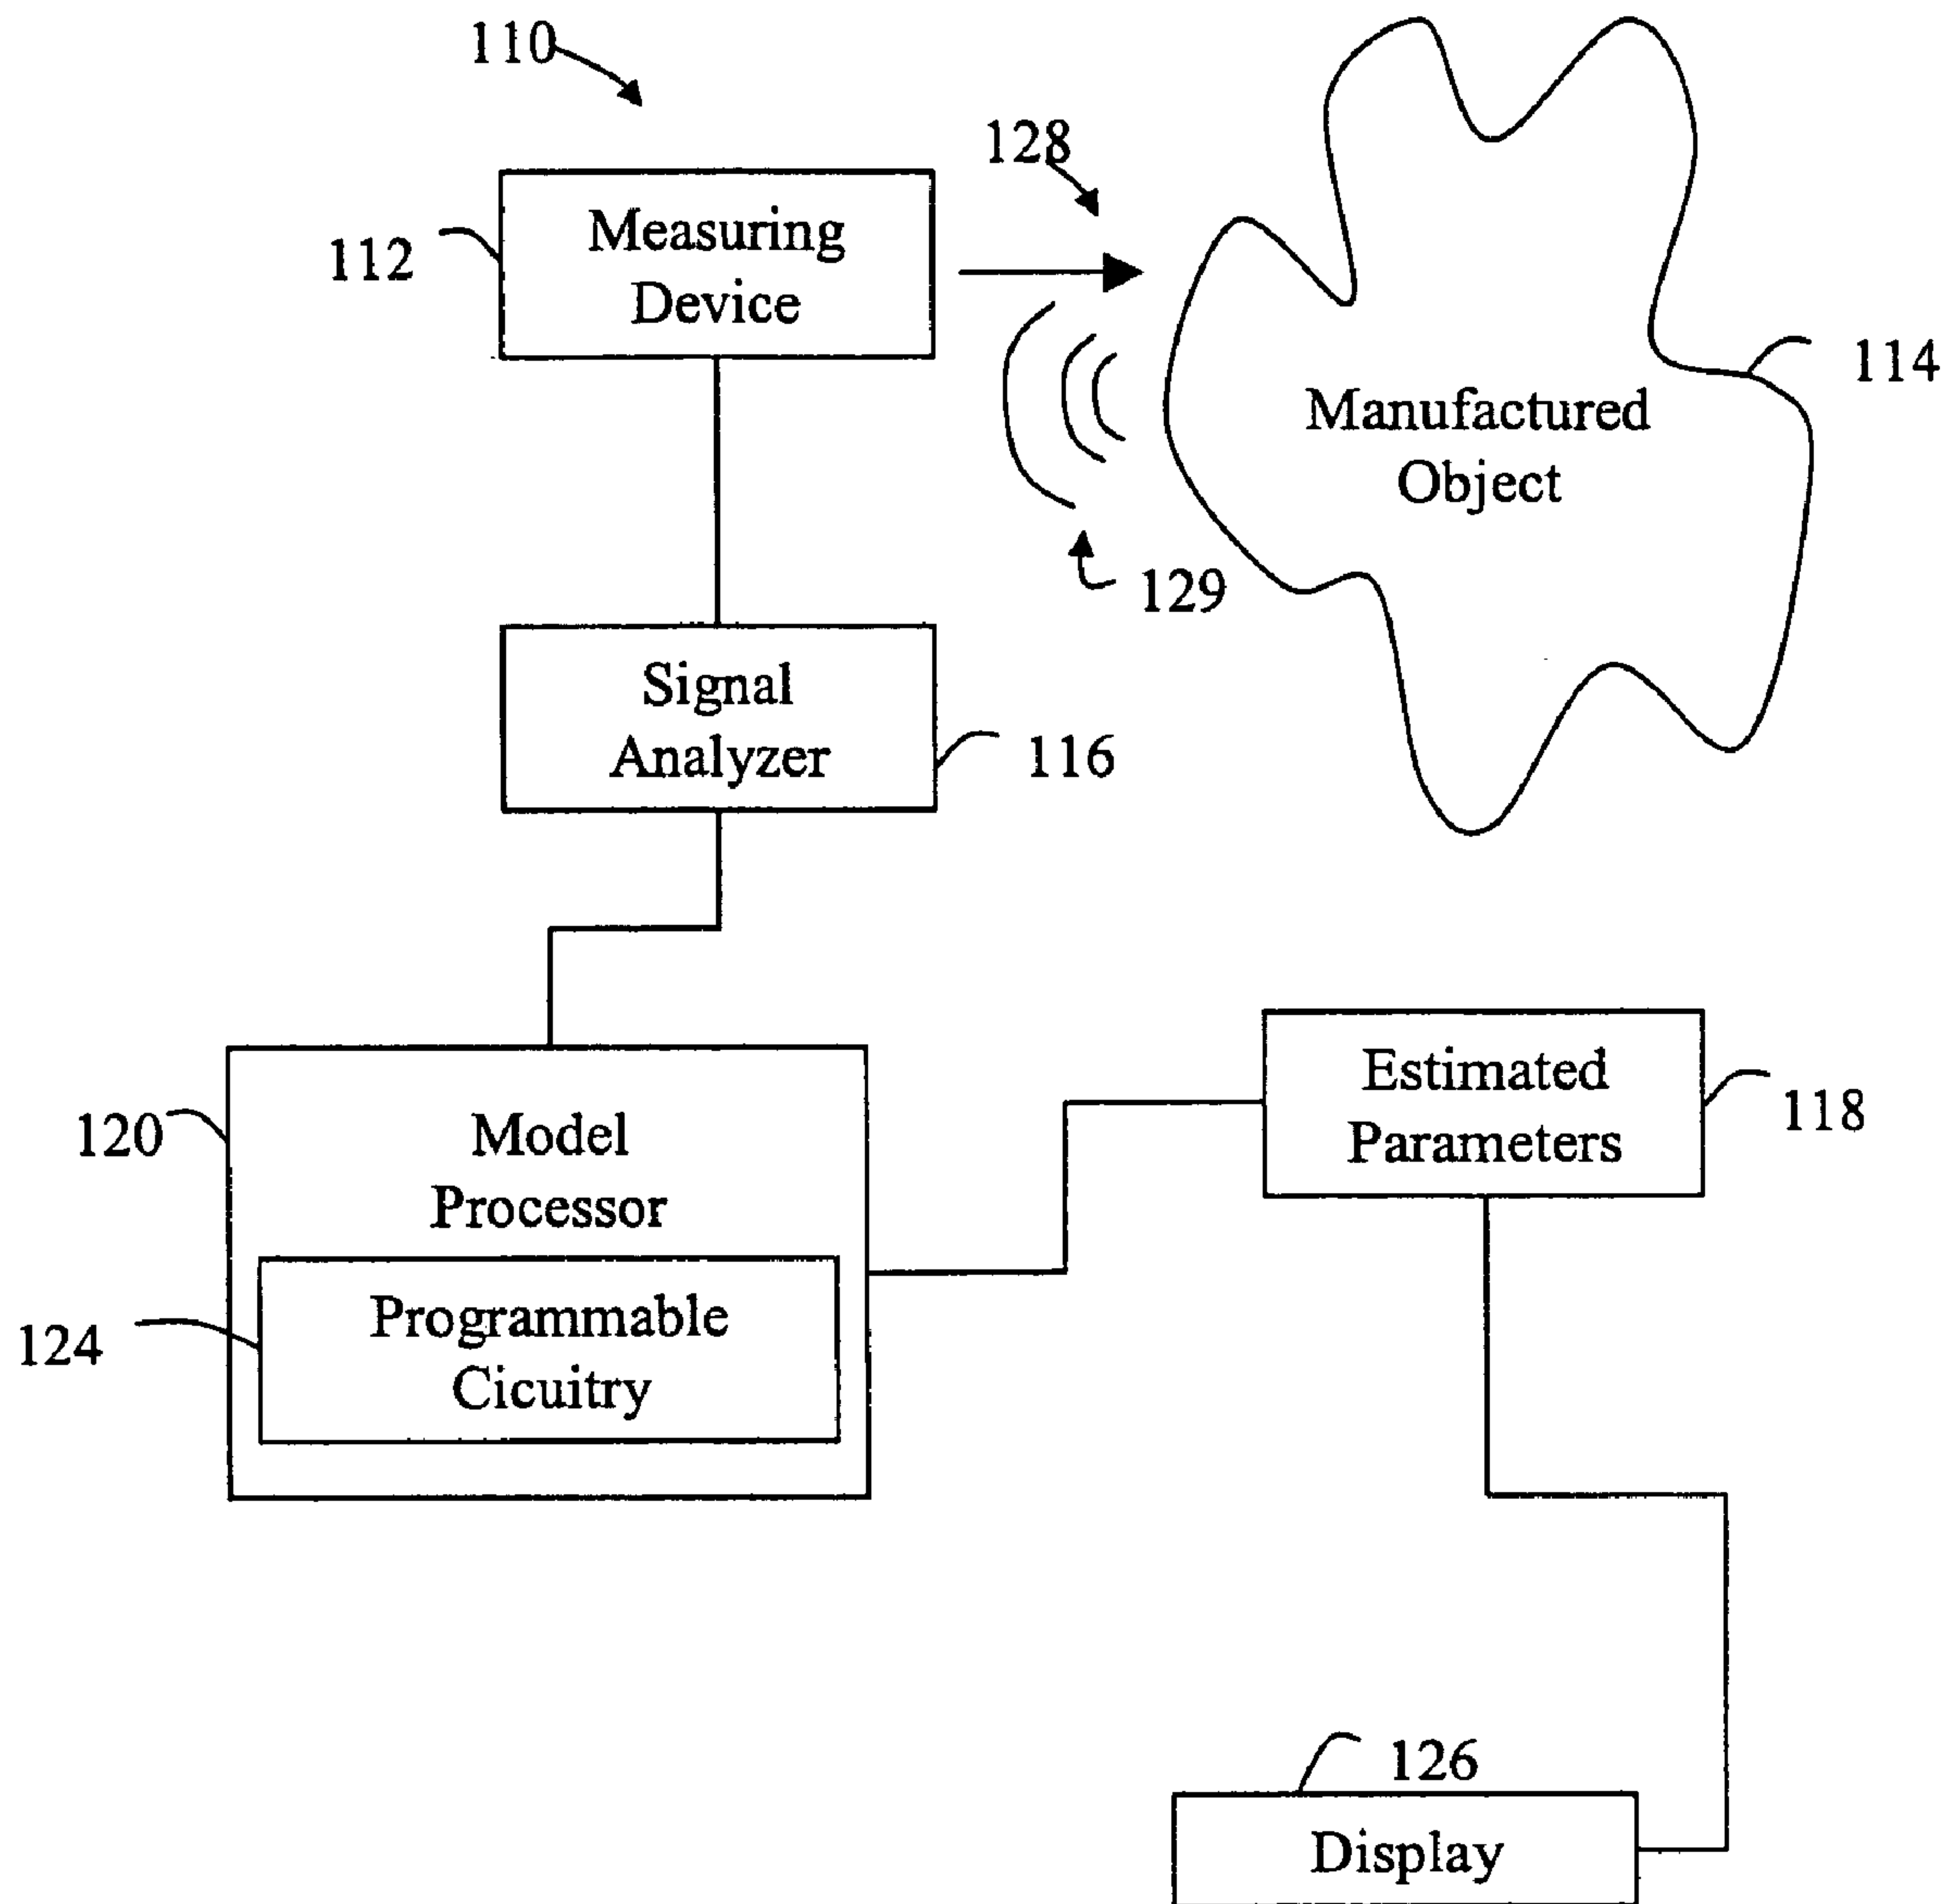 110
128
Measuring
Device
112
114
Manufactured
Object
129
Signal
Analyzer
116
Estimated
Parameters
118
120
Model
Processor
Programmable
Cicuitry
124
126
Display